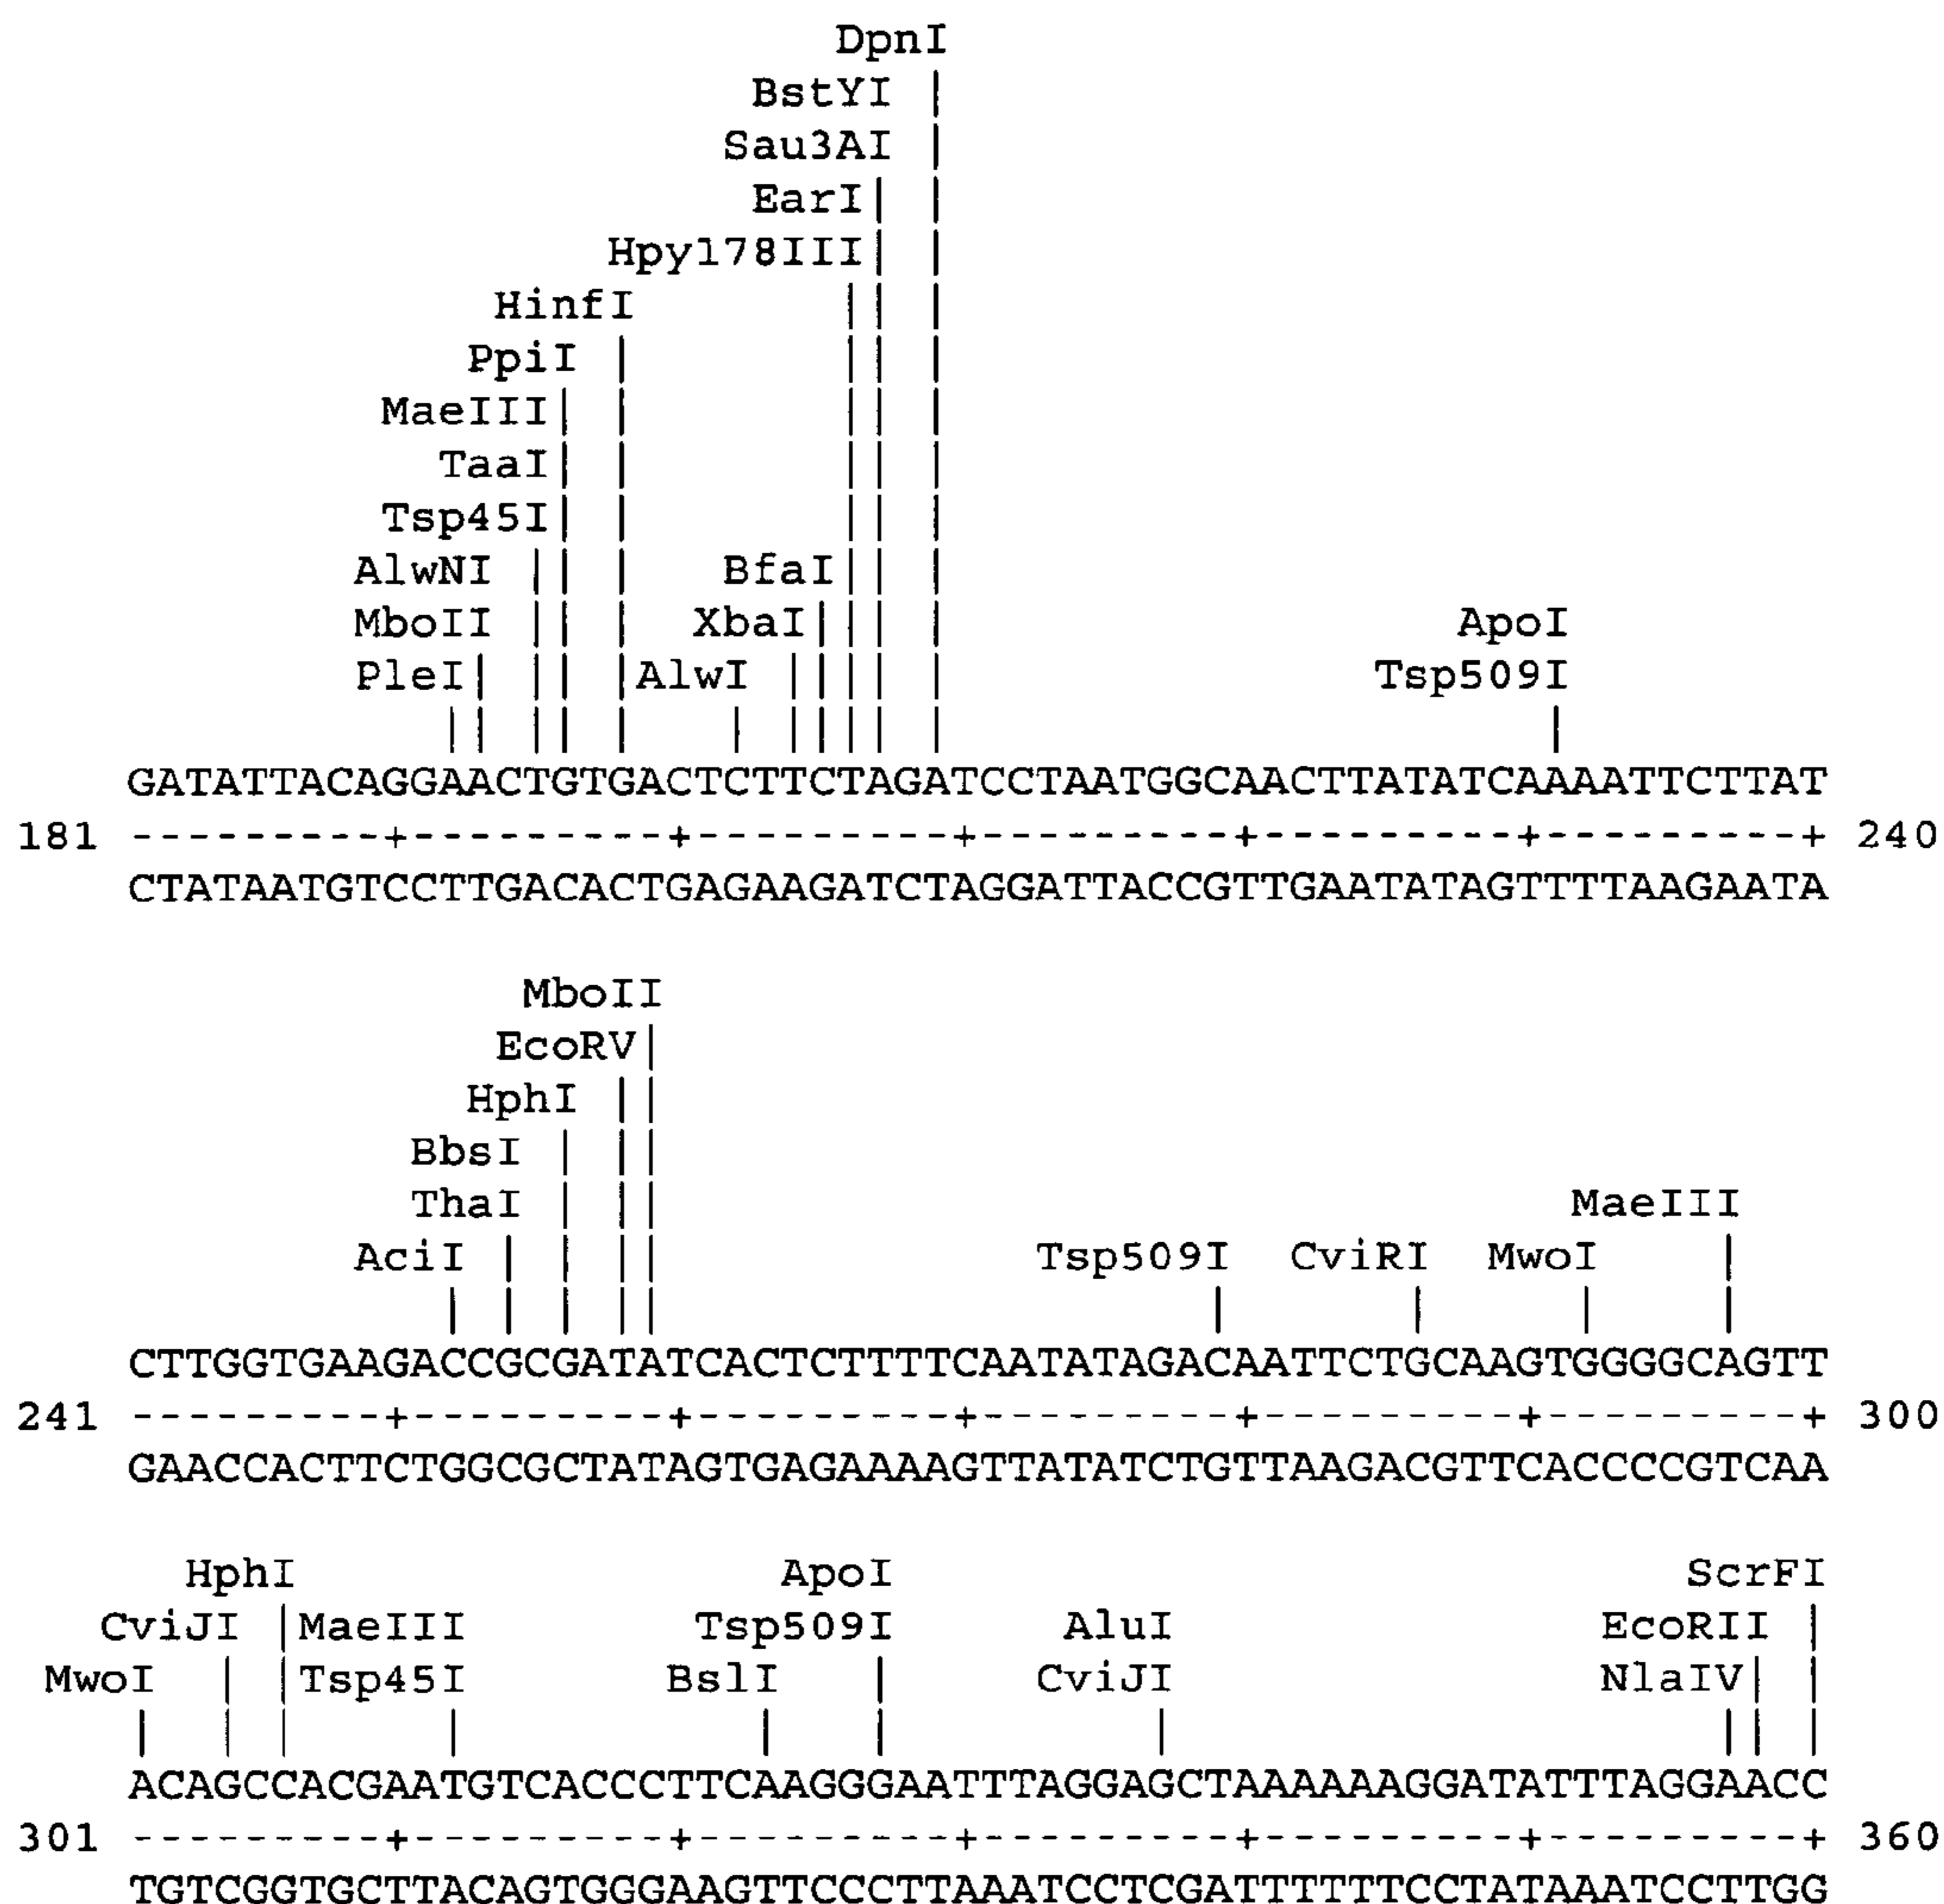 DpnI
BstYI
Sau3AI
EarI
Hpy178III
HinfI
PpiI
MaeIII
TaaI
Tsp45I
AlwNI BfaI
MboII XbaI ApoI
PleI AlwI Tsp509I
GATATTACAGGAACTGTGACTCTTCTAGATCCTAATGGCAACTTATATCAAAATTCTTAT
181 ---------+---------+---------+---------+---------+---------+ 240
CTATAATGTCCTTGACACTGAGAAGATCTAGGATTACCGTTGAATATAGTTTTAAGAATA
MboII
EcoRV
HphI
BbsI
ThaI MaeIII
AciI Tsp509I CviRI MwoI
CTTGGTGAAGACCGCGATATCACTCTTTTCAATATAGACAATTCTGCAAGTGGGGCAGTT
241 ---------+---------+---------+---------+---------+---------+ 300
GAACCACTTCTGGCGCTATAGTGAGAAAAGTTATATCTGTTAAGACGTTCACCCCGTCAA
HphI ApoI ScrFI
CviJI MaeIII Tsp509I AluI EcoRII
MwoI Tsp45I BslI CviJI NlaIV
ACAGCCACGAATGTCACCCTTCAAGGGAATTTAGGAGCTAAAAAAGGATATTTAGGAACC
301 ---------+---------+---------+---------+---------+---------+ 360
TGTCGGTGCTTACAGTGGGAAGTTCCCTTAAATCCTCGATTTTTTCCTATAAATCCTTGG